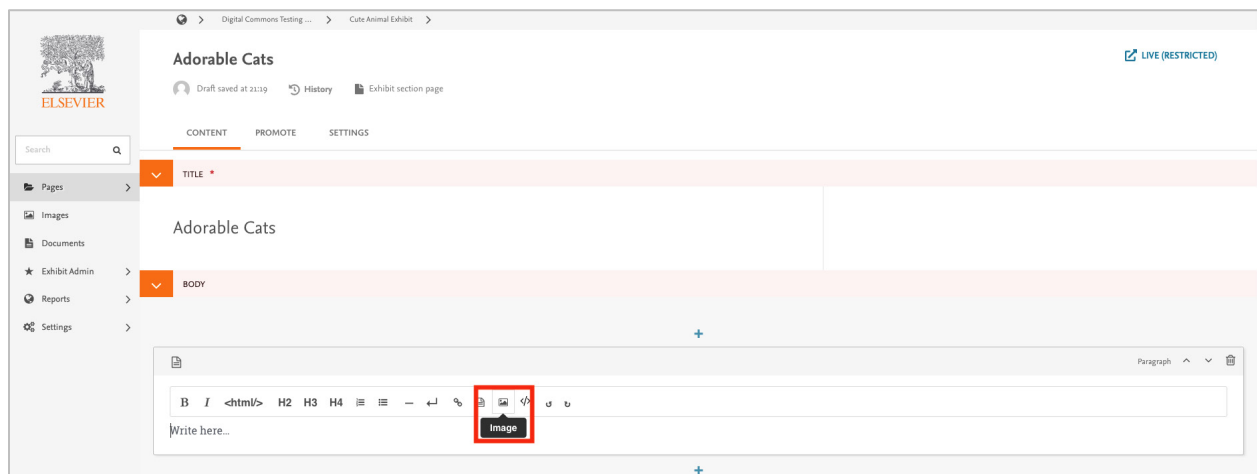 Digital Commons Testing ... Cute Animal Exhibit
Adorable Cats
LIVE (RESTRICTED)
Draft saved at 21:19 History Exhibit section page
ELSEVIER
CONTENT PROMOTE SETTINGS
Search
TITLE *
Pages
Images
Adorable Cats
Documents
Exhibit Admin
BODY
Reports
Settings
+
Paragraph
B I <html/> H2 H3 H4 </>
Image
Write here...
+